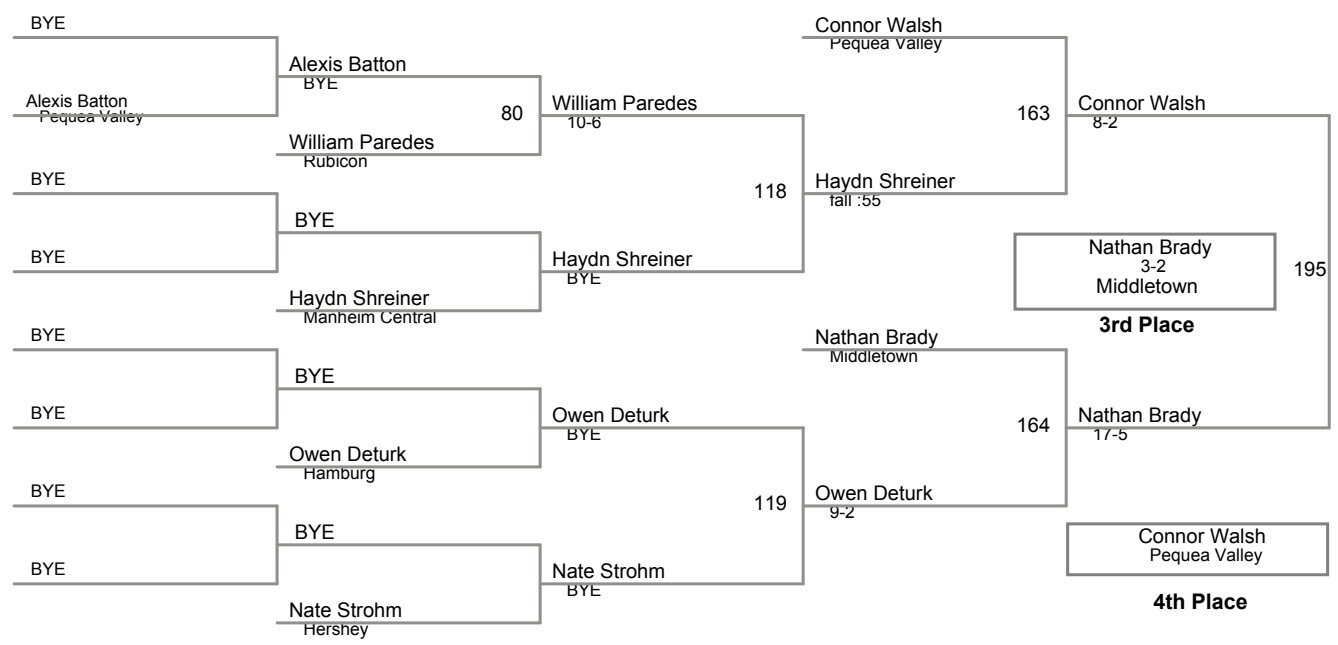 BYE
Alexis Batton
Pequea Valley
BYE
BYE
BYE
BYE
BYE
BYE
Alexis Batton
BYE
80
William Paredes
Rubicon
BYE
Haydn Shreiner
Manheim Central
BYE
Owen Deturk
Hamburg
BYE
Nate Strohm
Hershey
William Paredes
10-6
118
Haydn Shreiner
BYE
Owen Deturk
BYE
119
Nate Strohm
BYE
Connor Walsh
Pequea Valley
163
Haydn Shreiner
fall :55
Nathan Brady
Middletown
164
Owen Deturk
9-2
Connor Walsh
8-2
195
Nathan Brady
17-5
Nathan Brady
3-2
Middletown
3rd Place
Connor Walsh
Pequea Valley
4th Place